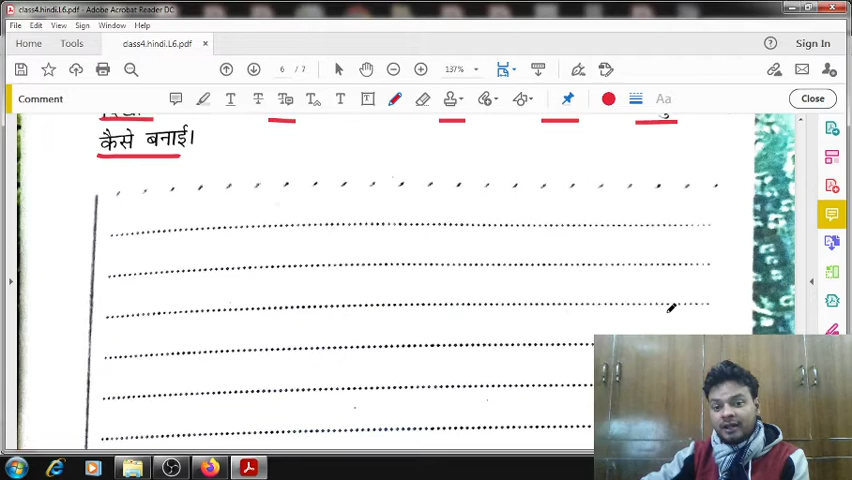 class4.hindi.L6.pdf - Adobe Acrobat Reader DC
File Edit View Sign Window Help
Home Tools class4.hindi.L6.pdf × ? Sign In
6 / 7 137%
Comment T T T T Aa Close
कैसे बनाई।